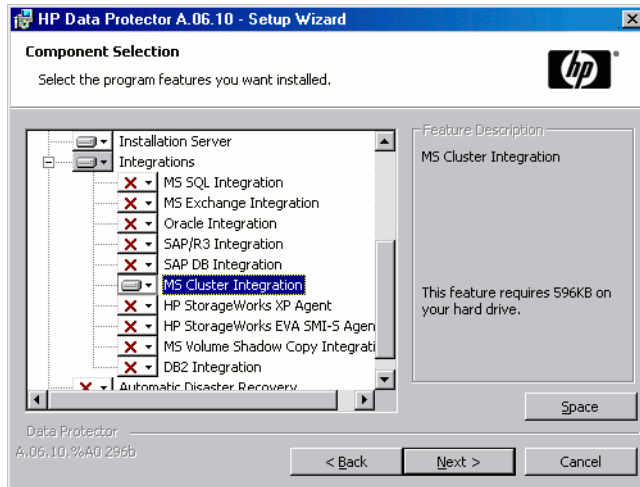 HP Data Protector A.06.10 - Setup Wizard
Component Selection
Select the program features you want installed.
hp
Installation Server
Integrations
MS SQL Integration
MS Exchange Integration
Oracle Integration
SAP/R3 Integration
SAP DB Integration
MS Cluster Integration
HP StorageWorks XP Agent
HP StorageWorks EVA SMI-S Agen
MS Volume Shadow Copy Integrati
DB2 Integration
Automatic Disaster Recovery
Feature Description
MS Cluster Integration
This feature requires 596KB on
your hard drive.
Space
Data Protector
A.06.10.%A0 296b
< Back
Next >
Cancel